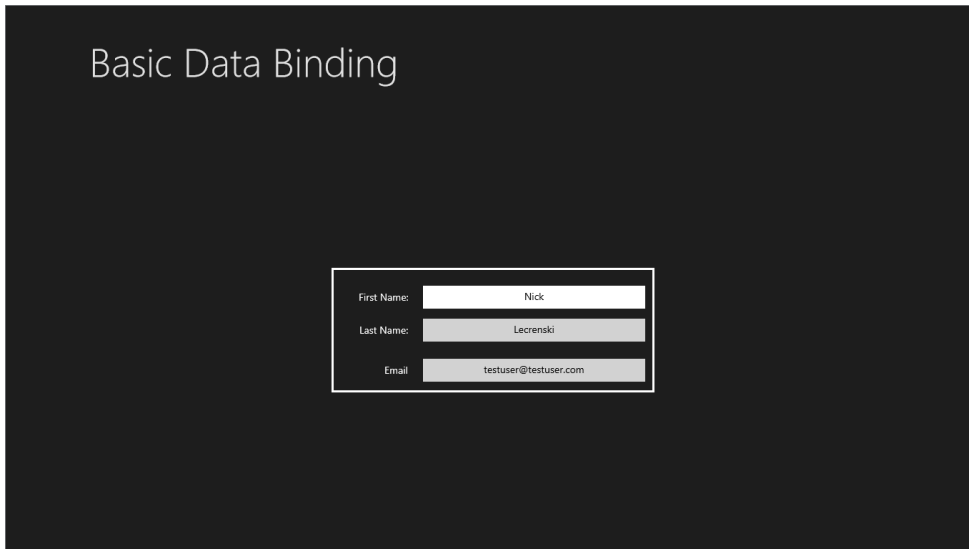 Basic Data Binding
First Name: Nick
Last Name: Lecrenski
Email testuser@testuser.com